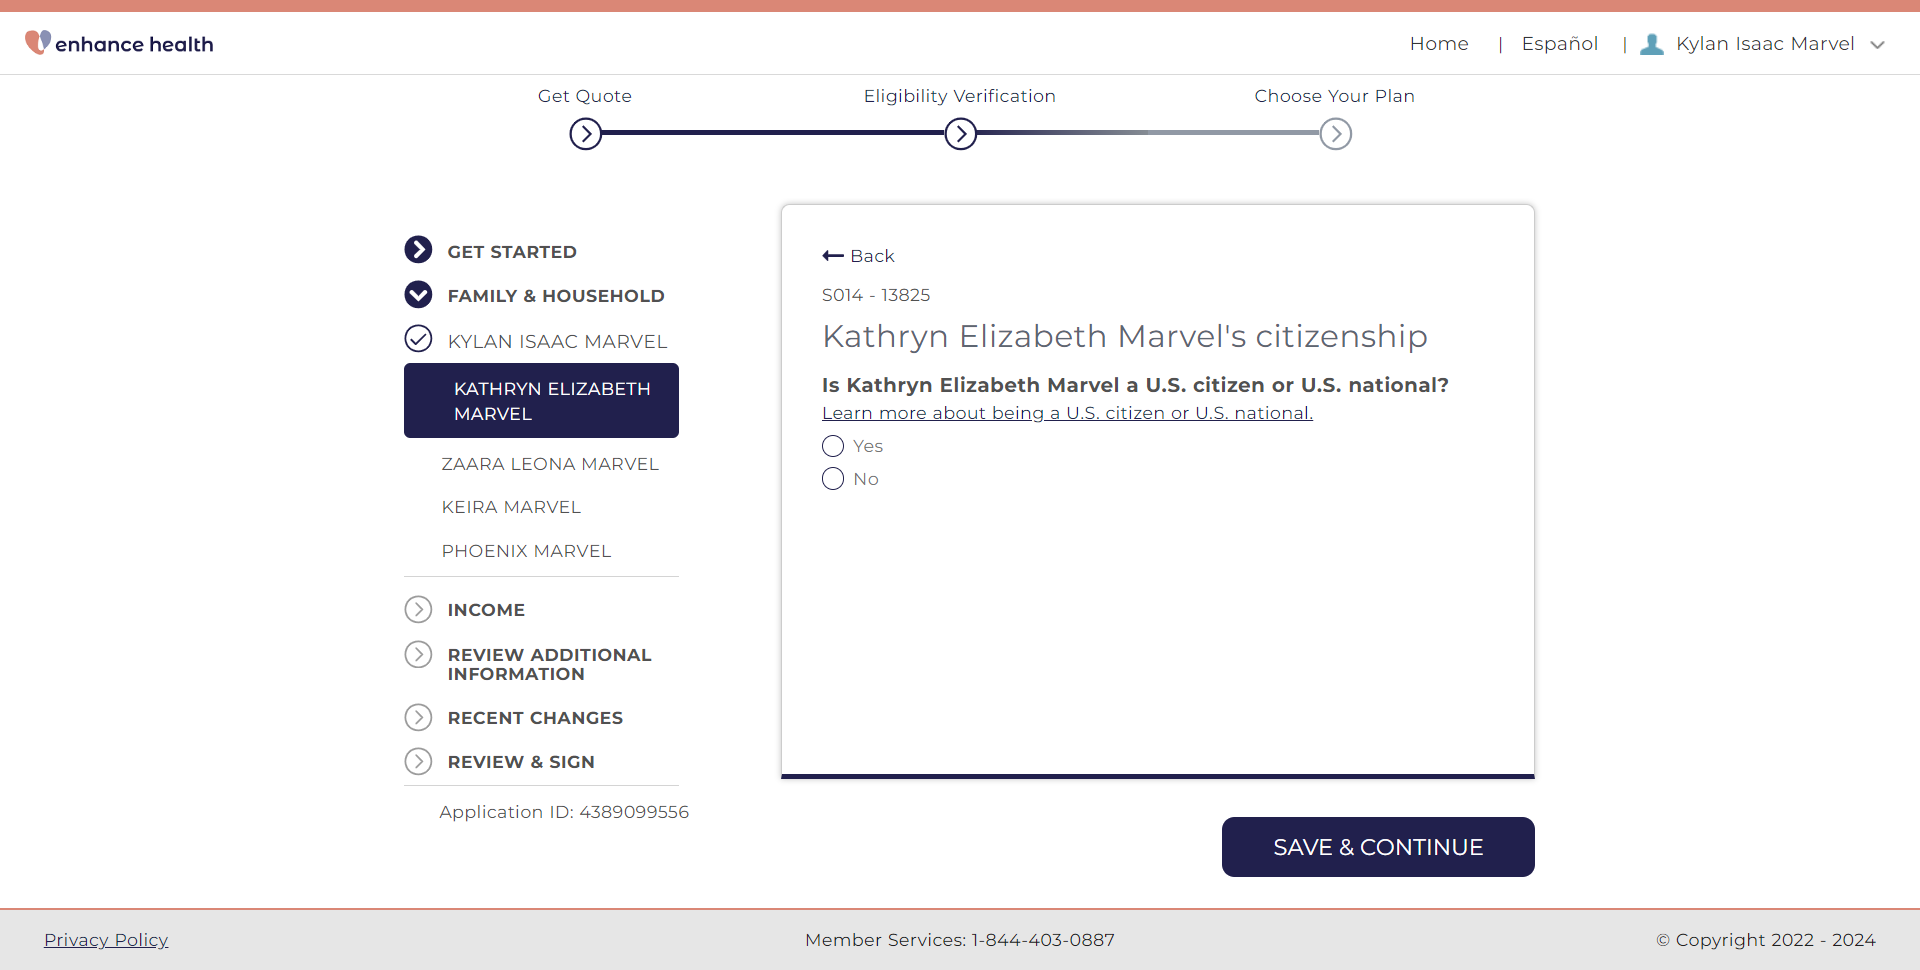 enhance health
Home | Español | Kylan Isaac Marvel
Get Quote
Eligibility Verification
Choose Your Plan
GET STARTED
FAMILY & HOUSEHOLD
KYLAN ISAAC MARVEL
KATHRYN ELIZABETH
MARVEL
ZAARA LEONA MARVEL
KEIRA MARVEL
PHOENIX MARVEL
INCOME
REVIEW ADDITIONAL
INFORMATION
RECENT CHANGES
REVIEW & SIGN
Application ID: 4389099556
Back
S014 - 13825
Kathryn Elizabeth Marvel's citizenship
Is Kathryn Elizabeth Marvel a U.S. citizen or U.S. national?
Learn more about being a U.S. citizen or U.S. national.
Yes
No
SAVE & CONTINUE
Privacy Policy
Member Services: 1-844-403-0887
© Copyright 2022 - 2024